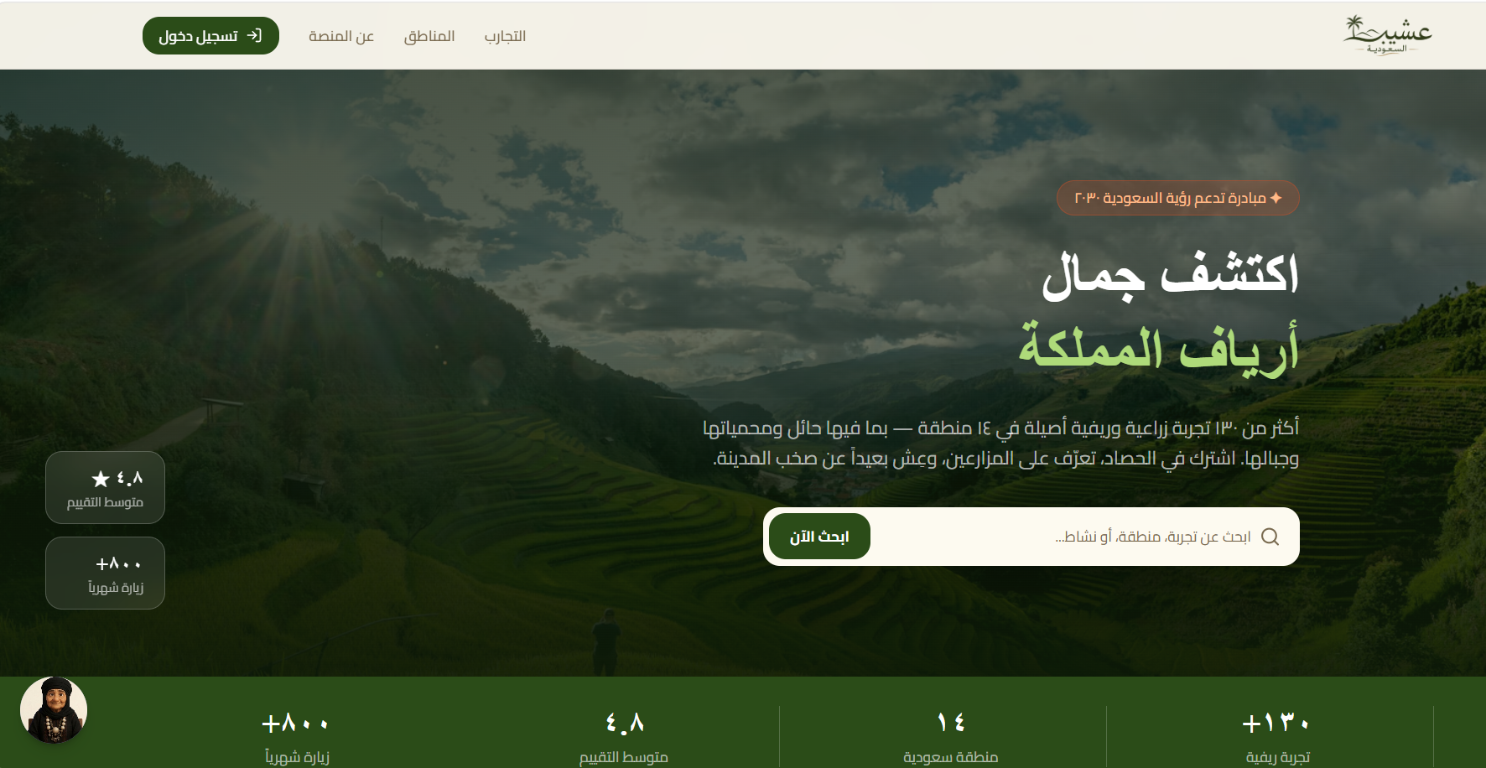 عشيب
السعودية
التجارب
المناطق
عن المنصة
تسجيل دخول
✦ مبادرة تدعم رؤية السعودية ٢٠٣٠
اكتشف جمال
أرياف المملكة
أكثر من ١٣٠ تجربة زراعية وريفية أصيلة في ١٤ منطقة — بما فيها حائل ومحمياتها
وجبالها. اشترك في الحصاد، تعرّف على المزارعين، وعِش بعيداً عن صخب المدينة.
ابحث عن تجربة، منطقة، أو نشاط...
ابحث الآن
٤.٨ ★
متوسط التقييم
٨٠٠+
زيارة شهرياً
١٣٠+
تجربة ريفية
١٤
منطقة سعودية
٤.٨
متوسط التقييم
٨٠٠+
زيارة شهرياً